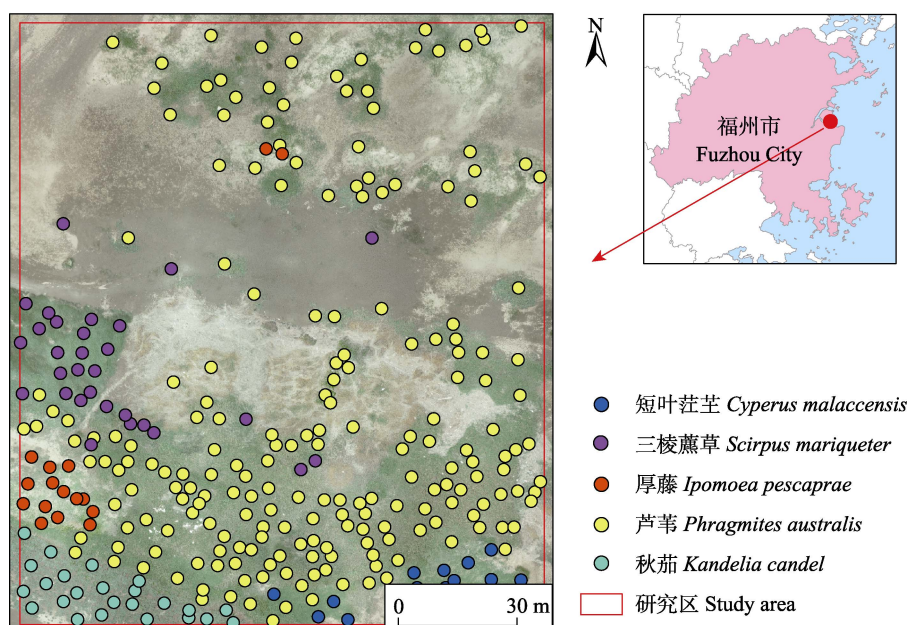 N
福州市
Fuzhou City
短叶茳芏 Cyperus malaccensis
三棱藨草 Scirpus mariqueter
厚藤 Ipomoea pescaprae
芦苇 Phragmites australis
秋茄 Kandelia candel
研究区 Study area
0 30 m